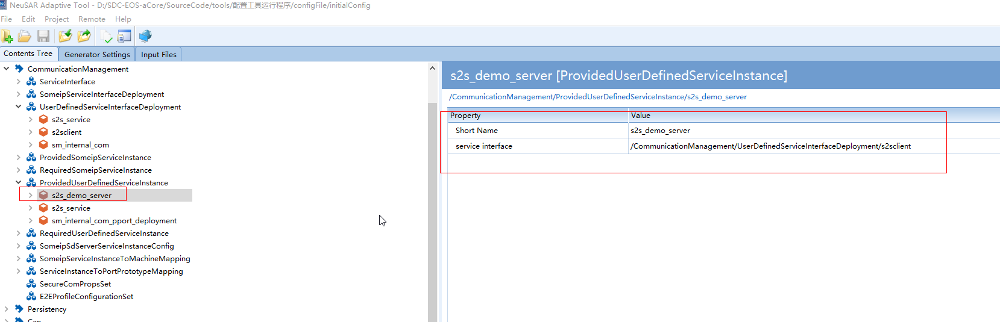 NeuSAR Adaptive Tool - D:/SDC-EOS-aCore/SourceCode/tools/配置工具运行程序/configFile/initialConfig
File Edit Project Remote Help
Contents Tree Generator Settings Input Files
CommunicationManagement
ServiceInterface
SomeipServiceInterfaceDeployment
UserDefinedServiceInterfaceDeployment
s2s_service
s2sclient
sm_internal_com
ProvidedSomeipServiceInstance
RequiredSomeipServiceInstance
ProvidedUserDefinedServiceInstance
s2s_demo_server
s2s_service
sm_internal_com_pport_deployment
RequiredUserDefinedServiceInstance
SomeipSdServerServiceInstanceConfig
SomeipServiceInstanceToMachineMapping
ServiceInstanceToPortPrototypeMapping
SecureComPropsSet
E2EProfileConfigurationSet
Persistency
s2s_demo_server [ProvidedUserDefinedServiceInstance]
/CommunicationManagement/ProvidedUserDefinedServiceInstance/s2s_demo_server
Property Value
Short Name s2s_demo_server
service interface /CommunicationManagement/UserDefinedServiceInterfaceDeployment/s2sclient